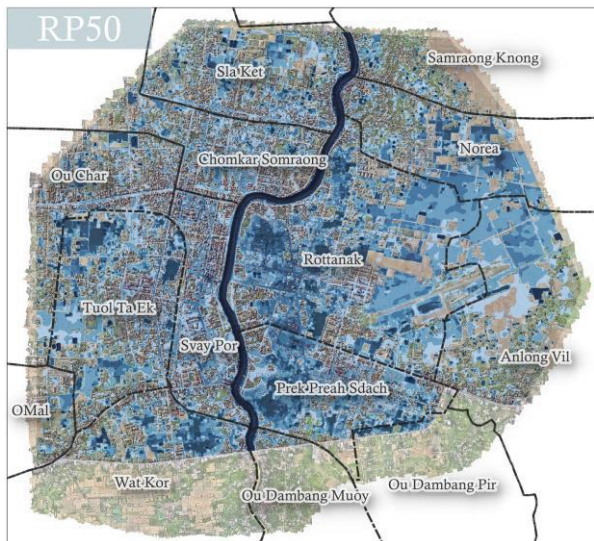 RP50
Samraong Knong
Sla Ket
Norea
Chomkar Somraong
Ou Char
Rottanak
Tuol Ta Ek
Svay Por
Anlong Vil
Prek Preah Sdach
OMal
Wat Kor
Ou Dambang Pir
Ou Dambang Muoy